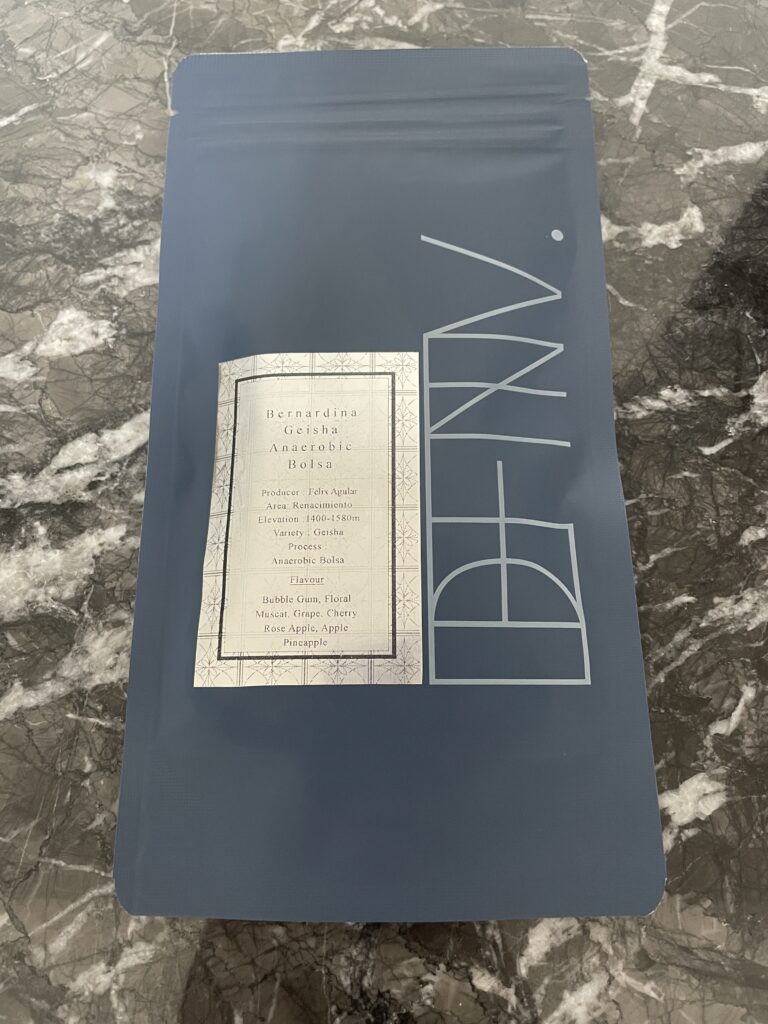 Bernardina
Geisha
Anaerobic
Bolsa
Producer : Felix Agular
Area: Renacimiento
Elevation :1400-1580m
Variety : Geisha
Process :
Anaerobic Bolsa
Flavour
Bubble Gum, Floral
Muscat, Grape, Cherry
Rose Apple, Apple
Pineapple